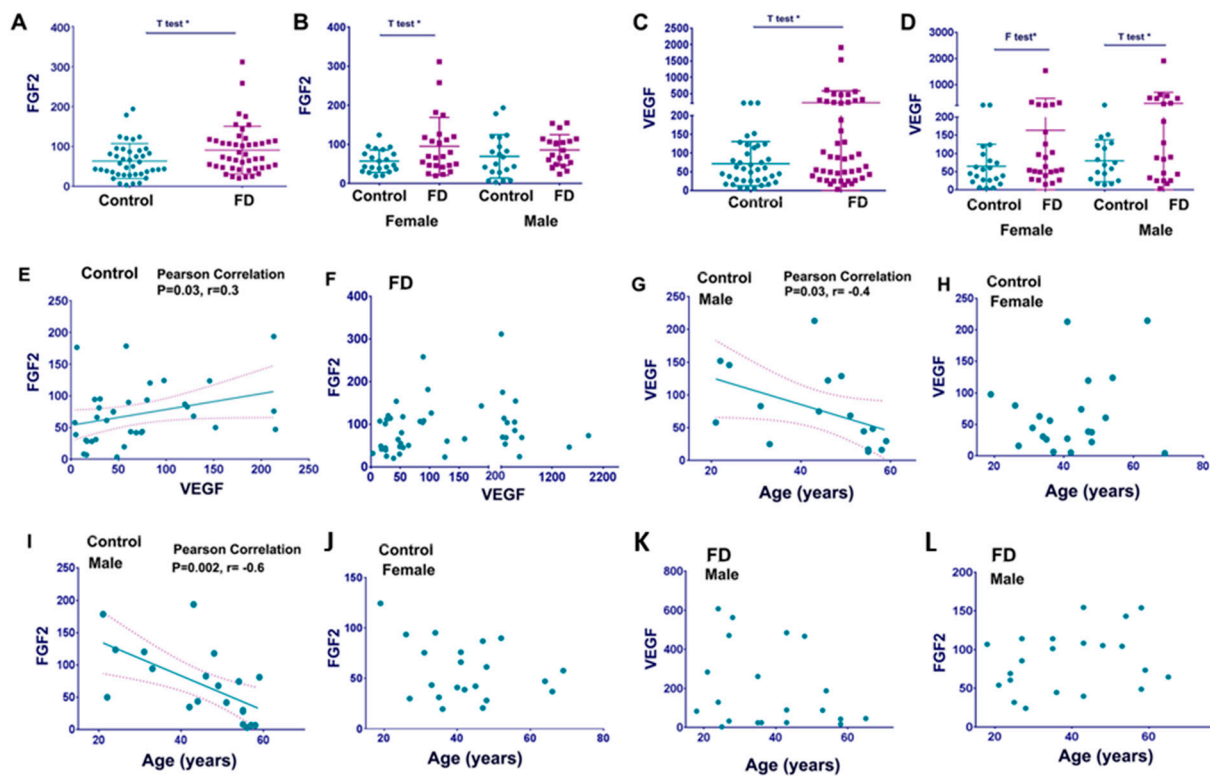 A
T test *
FGF2
400
300
200
100
0
Control
FD
B
T test *
FGF2
400
300
200
100
0
Control FD Control FD
Female Male
C
T test *
VEGF
2500
2000
1500
1000
500
200
150
100
50
0
Control
FD
D
F test* T test *
VEGF
3000
2000
1000
200
150
100
50
0
Control FD Control FD
Female Male
E
Control
Pearson Correlation
P=0.03, r=0.3
FGF2
250
200
150
100
50
0
0 50 100 150 200 250
VEGF
F
FD
FGF2
400
300
200
100
0
0 50 100 150 200 1200 2200
VEGF
G
Control
Male
Pearson Correlation
P=0.03, r= -0.4
VEGF
250
200
150
100
50
0
20 40 60
Age (years)
H
Control
Female
VEGF
250
200
150
100
50
0
20 40 60 80
Age (years)
I
Control
Male
Pearson Correlation
P=0.002, r= -0.6
FGF2
250
200
150
100
50
0
20 40 60
Age (years)
J
Control
Female
FGF2
150
100
50
0
20 40 60 80
Age (years)
K
FD
Male
VEGF
800
600
400
200
0
20 40 60
Age (years)
L
FD
Male
FGF2
200
150
100
50
0
20 40 60
Age (years)